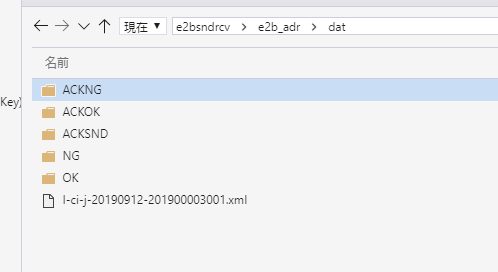 現在 ▼ e2bsndrcv > e2b_adr > dat
名前
Key)
ACKNG
ACKOK
ACKSND
NG
OK
I-ci-j-20190912-201900003001.xml